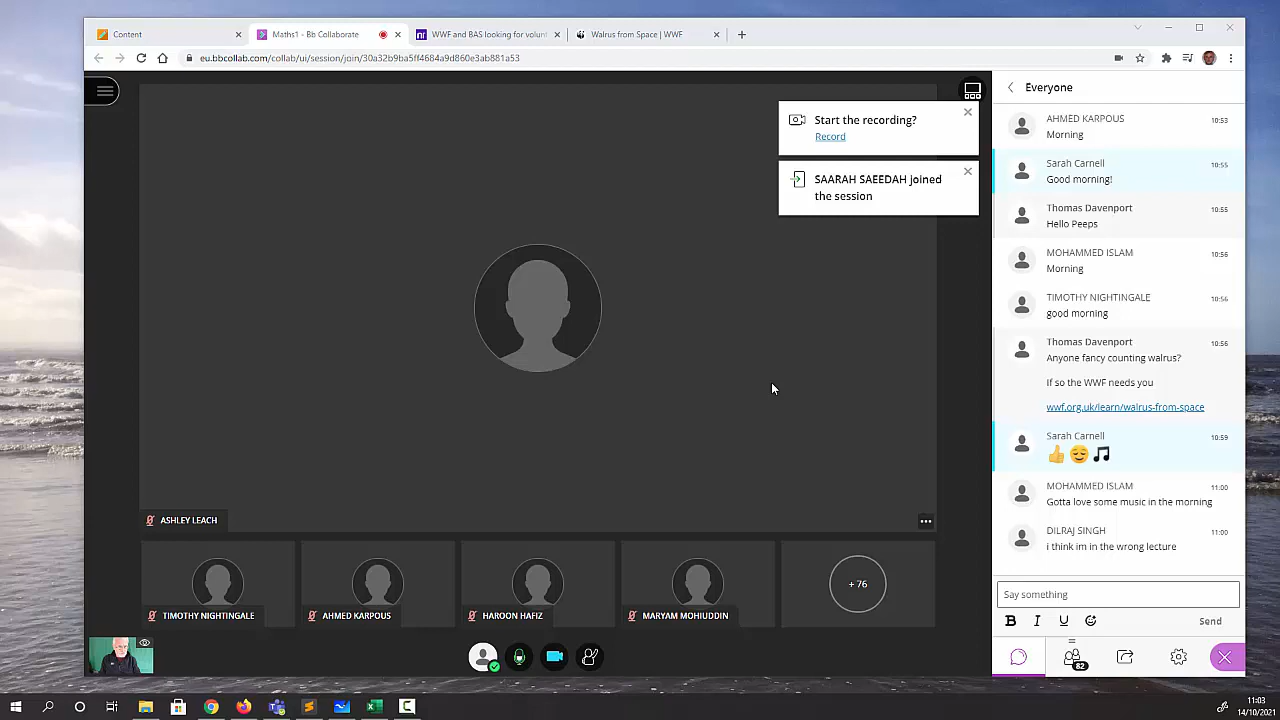 Content
Maths1 - Bb Collaborate
WWF and BAS looking for volunt
Walrus from Space | WWF
eu.bbcollab.com/collab/ui/session/join/30a32b9ba5ff4684a9d860e3ab881a53
Start the recording?
Record
SAARAH SAEEDAH joined
the session
Everyone
AHMED KARPOUS 10:53
Morning
Sarah Carnell 10:55
Good morning!
Thomas Davenport 10:55
Hello Peeps
MOHAMMED ISLAM 10:56
Morning
TIMOTHY NIGHTINGALE 10:56
good morning
Thomas Davenport 10:56
Anyone fancy counting walrus?
If so the WWF needs you
wwf.org.uk/learn/walrus-from-space
Sarah Carnell 10:59
MOHAMMED ISLAM 11:00
Gotta love some music in the morning
DILRAJ SINGH 11:00
i think im in the wrong lecture
ASHLEY LEACH
TIMOTHY NIGHTINGALE
AHMED KARPOUS
HAROON HAFIZ
MARYAM MOHIUDDIN
+ 76
Say something
B I U Send
82
11:03
14/10/2021